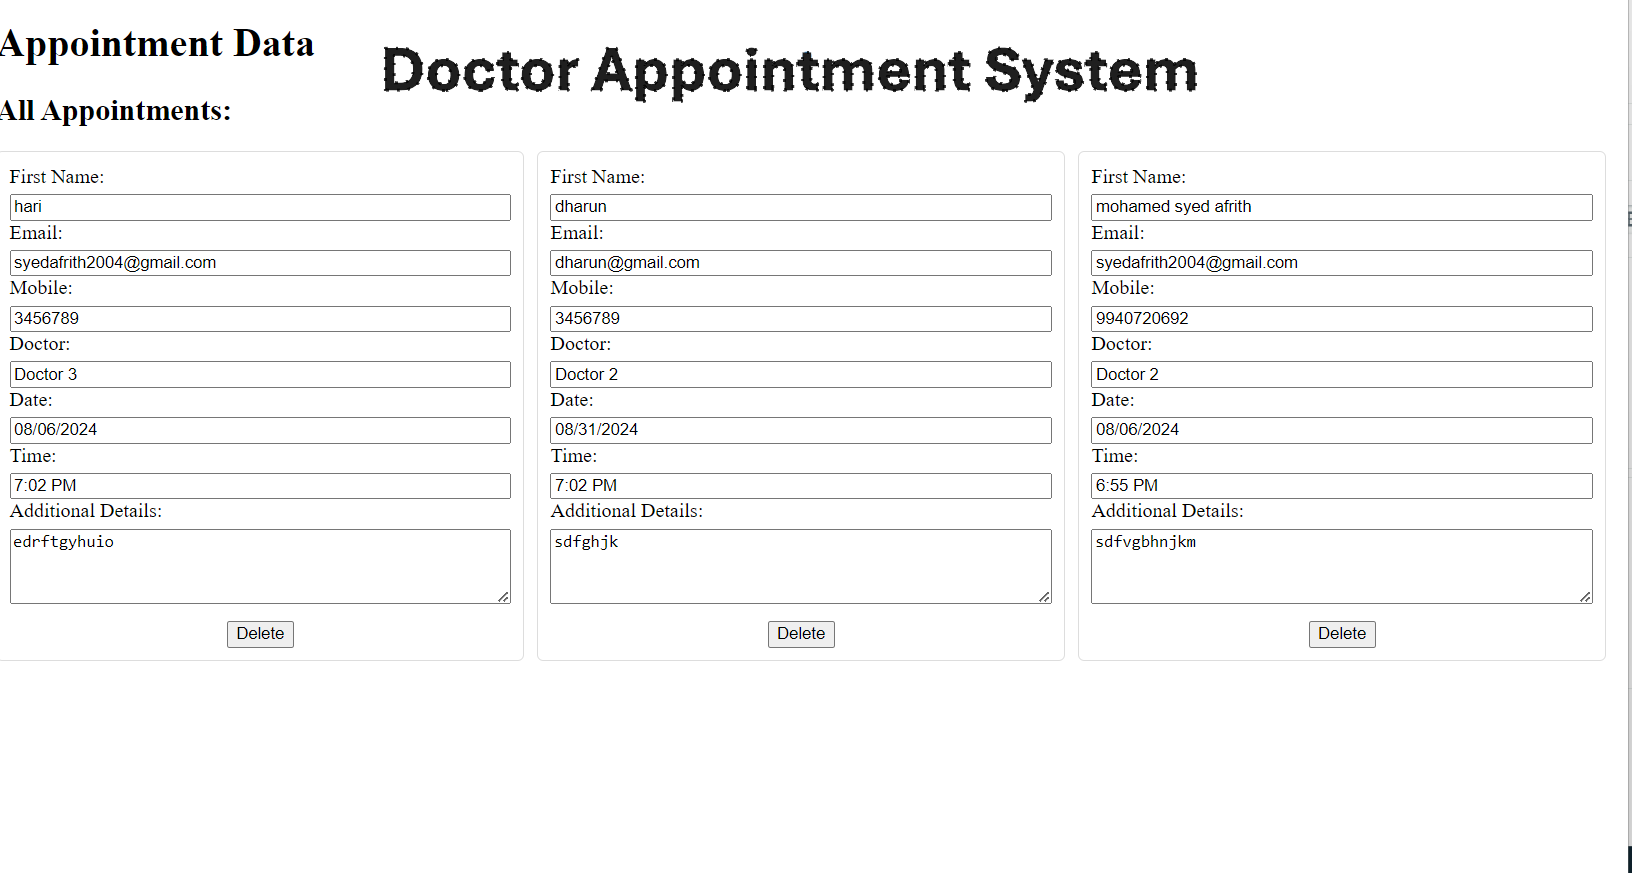 Appointment Data
Doctor Appointment System
All Appointments:
First Name:
hari
Email:
syedafrith2004@gmail.com
Mobile:
3456789
Doctor:
Doctor 3
Date:
08/06/2024
Time:
7:02 PM
Additional Details:
edrftgyhuio
Delete
First Name:
dharun
Email:
dharun@gmail.com
Mobile:
3456789
Doctor:
Doctor 2
Date:
08/31/2024
Time:
7:02 PM
Additional Details:
sdfghjk
Delete
First Name:
mohamed syed afrith
Email:
syedafrith2004@gmail.com
Mobile:
9940720692
Doctor:
Doctor 2
Date:
08/06/2024
Time:
6:55 PM
Additional Details:
sdfvgbhnjkm
Delete